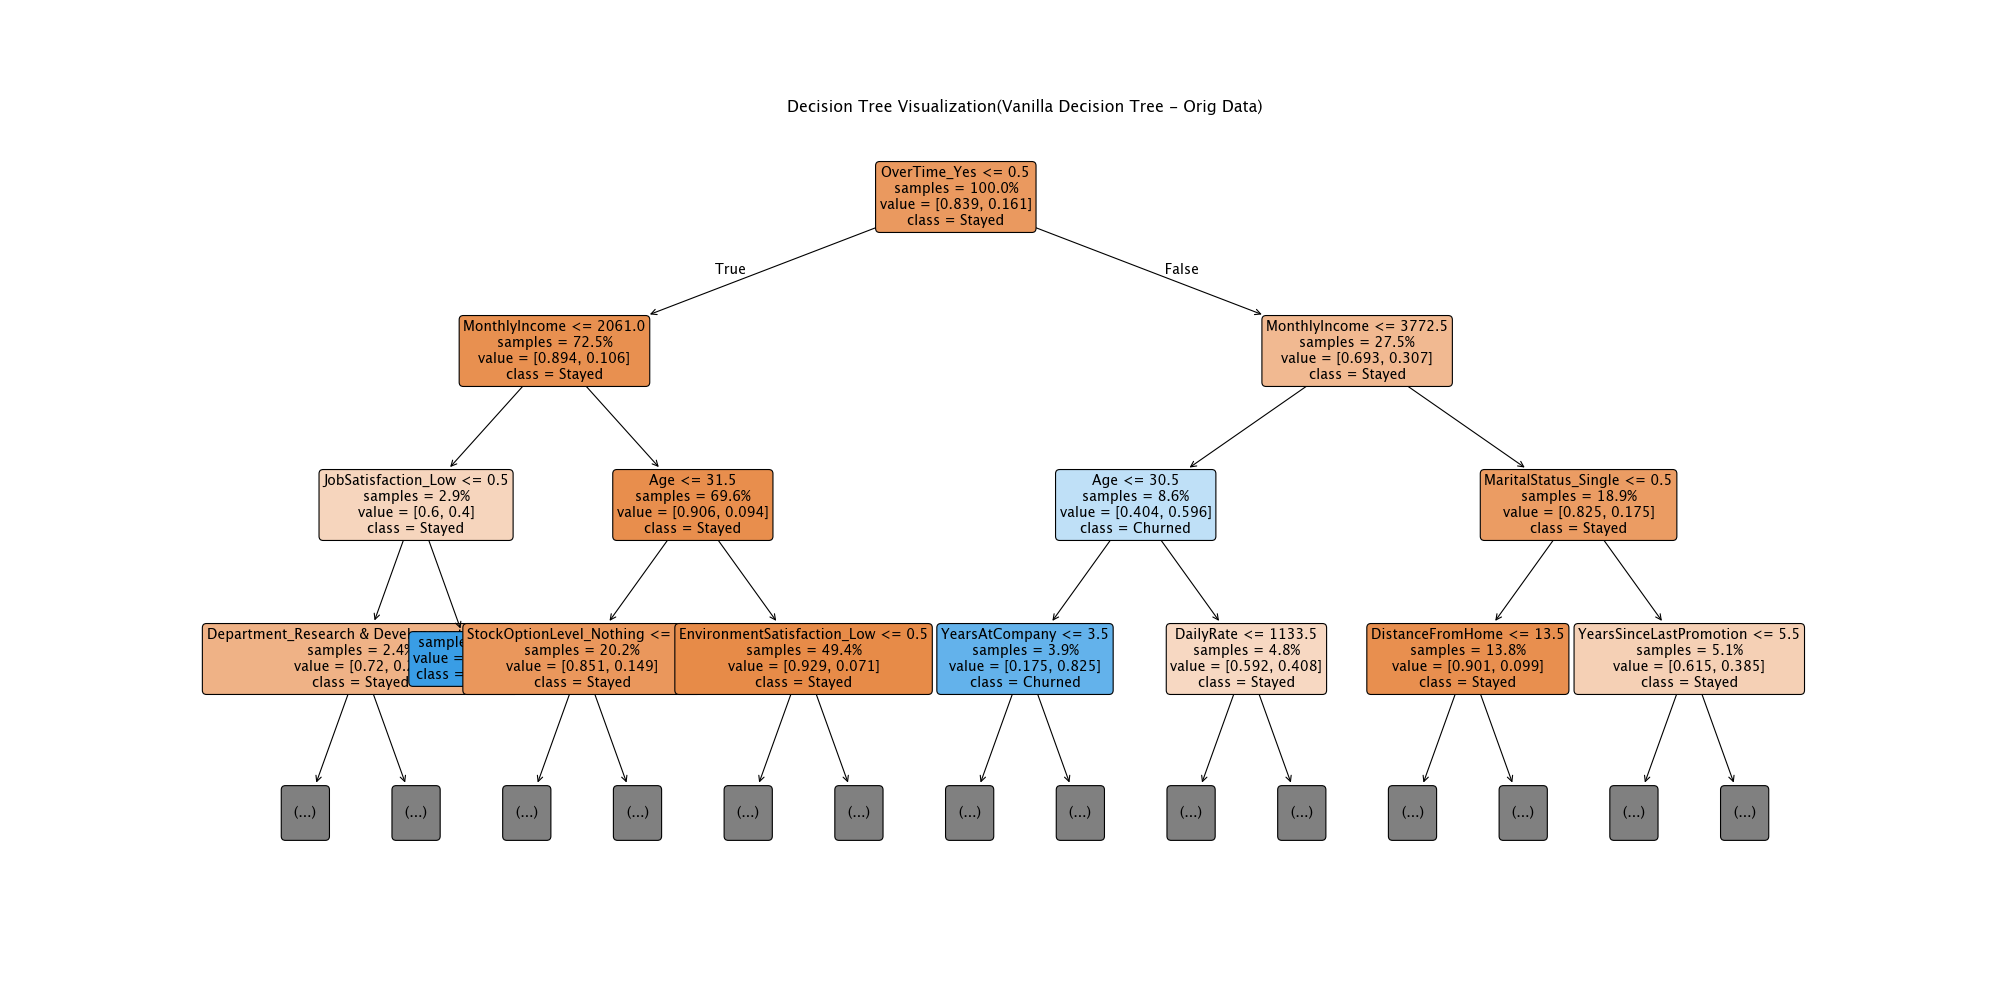 Decision Tree Visualization(Vanilla Decision Tree - Orig Data)
OverTime_Yes <= 0.5
samples = 100.0%
value = [0.839, 0.161]
class = Stayed
True
False
MonthlyIncome <= 2061.0
samples = 72.5%
value = [0.894, 0.106]
class = Stayed
MonthlyIncome <= 3772.5
samples = 27.5%
value = [0.693, 0.307]
class = Stayed
JobSatisfaction_Low <= 0.5
samples = 2.9%
value = [0.6, 0.4]
class = Stayed
Age <= 31.5
samples = 69.6%
value = [0.906, 0.094]
class = Stayed
Age <= 30.5
samples = 8.6%
value = [0.404, 0.596]
class = Churned
MaritalStatus_Single <= 0.5
samples = 18.9%
value = [0.825, 0.175]
class = Stayed
Department_Research &
samples = 2.4%
value = [0.72,
class = Stayed
value =
class =
StockOptionLevel_Nothing <=
samples = 20.2%
value = [0.851, 0.149]
class = Stayed
EnvironmentSatisfaction_Low <= 0.5
samples = 49.4%
value = [0.929, 0.071]
class = Stayed
YearsAtCompany <= 3.5
samples = 3.9%
value = [0.175, 0.825]
class = Churned
DailyRate <= 1133.5
samples = 4.8%
value = [0.592, 0.408]
class = Stayed
DistanceFromHome <= 13.5
samples = 13.8%
value = [0.901, 0.099]
class = Stayed
YearsSinceLastPromotion <= 5.5
samples = 5.1%
value = [0.615, 0.385]
class = Stayed
(...)
(...)
(...)
(...)
(...)
(...)
(...)
(...)
(...)
(...)
(...)
(...)
(...)
(...)